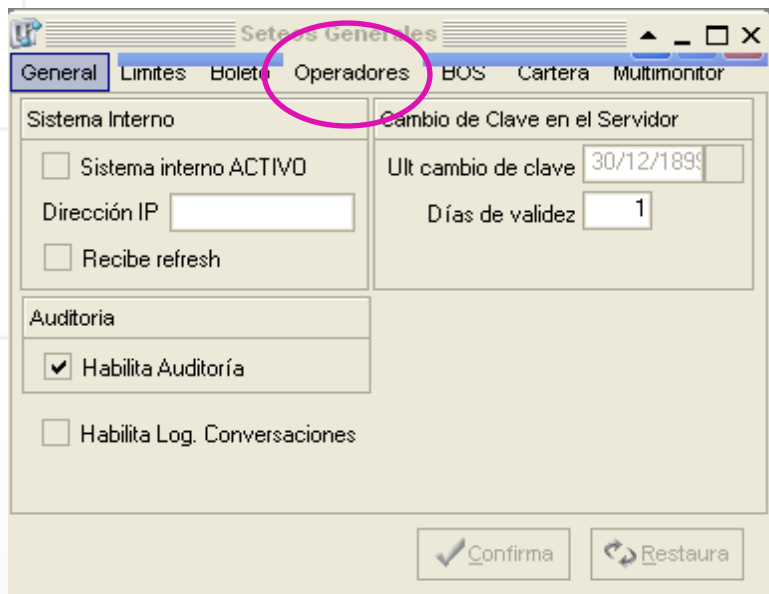 Seteos Generales
General Limites Boleto Operadores BOS Cartera Multimonitor
Sistema Interno
Sistema interno ACTIVO
Dirección IP
Recibe refresh
Cambio de Clave en el Servidor
Ult cambio de clave 30/12/1899
Días de validez 1
Auditoria
Habilita Auditoría
Habilita Log. Conversaciones
Confirma Restaura